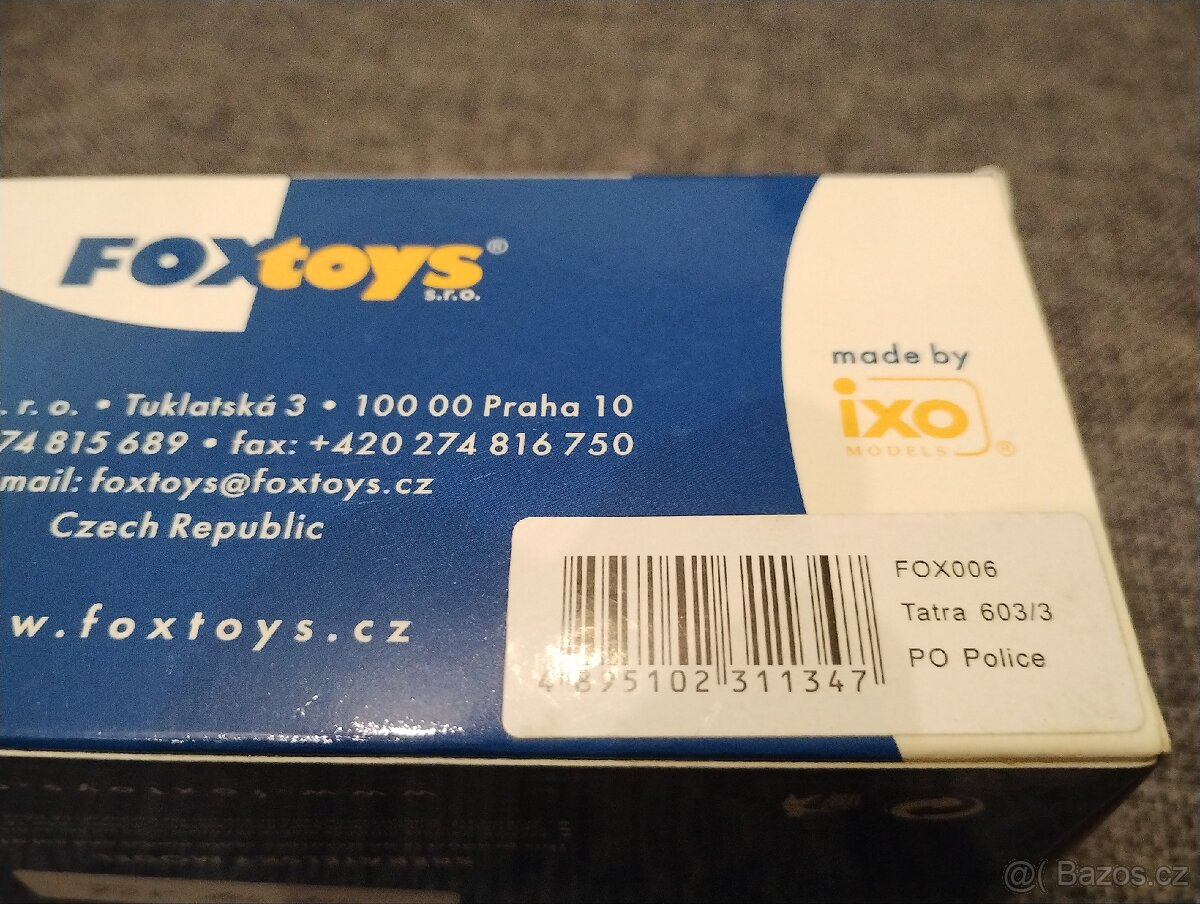 FOXtoys®
s.r.o.
. r. o. • Tuklatská 3 • 100 00 Praha 10
74 815 689 • fax: +420 274 816 750
mail: foxtoys@foxtoys.cz
Czech Republic
w.foxtoys.cz
made by
ixo
MODELS®
FOX006
Tatra 603/3
PO Police
4 895102 311347
@( Bazos.cz